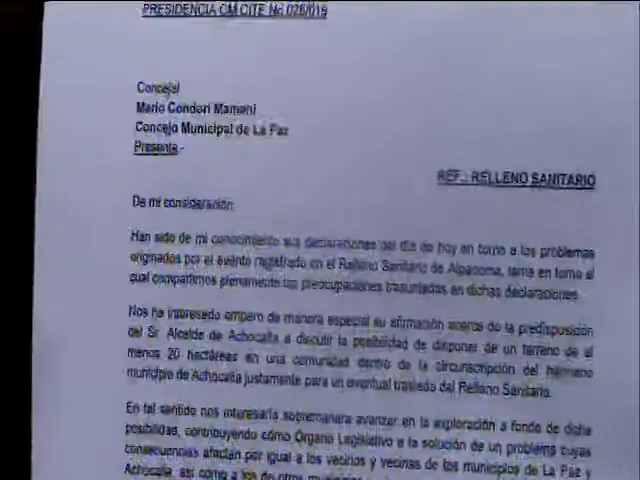 PRESIDENCIA CM CITE No 026/019
Concejal
Mario Condori Mamani
Concejo Municipal de La Paz
Presente.-
REF.: RELLENO SANITARIO
De mi consideración:
Han sido de mi conocimiento sus declaraciones del día de hoy en torno a los problemas
originados por el evento registrado en el Relleno Sanitario de Alpacoma, tema en torno al
cual compartimos plenamente las preocupaciones trasuntadas en dichas declaraciones.
Nos ha interesado empero de manera especial su afirmación acerca de la predisposición
del Sr. Alcalde de Achocalla a discutir la posibilidad de disponer de un terreno de al
menos 20 hectáreas en una comunidad dentro de la circunscripción del hermano
municipio de Achocalla justamente para un eventual traslado del Relleno Sanitario.
En tal sentido nos interesaría sobremanera avanzar en la exploración a fondo de dicha
posibilidad, contribuyendo cómo Órgano Legislativo a la solución de un problema cuyas
consecuencias afectan por igual a los vecinos y vecinas de los municipios de La Paz y
Achocalla, así como a los de otros